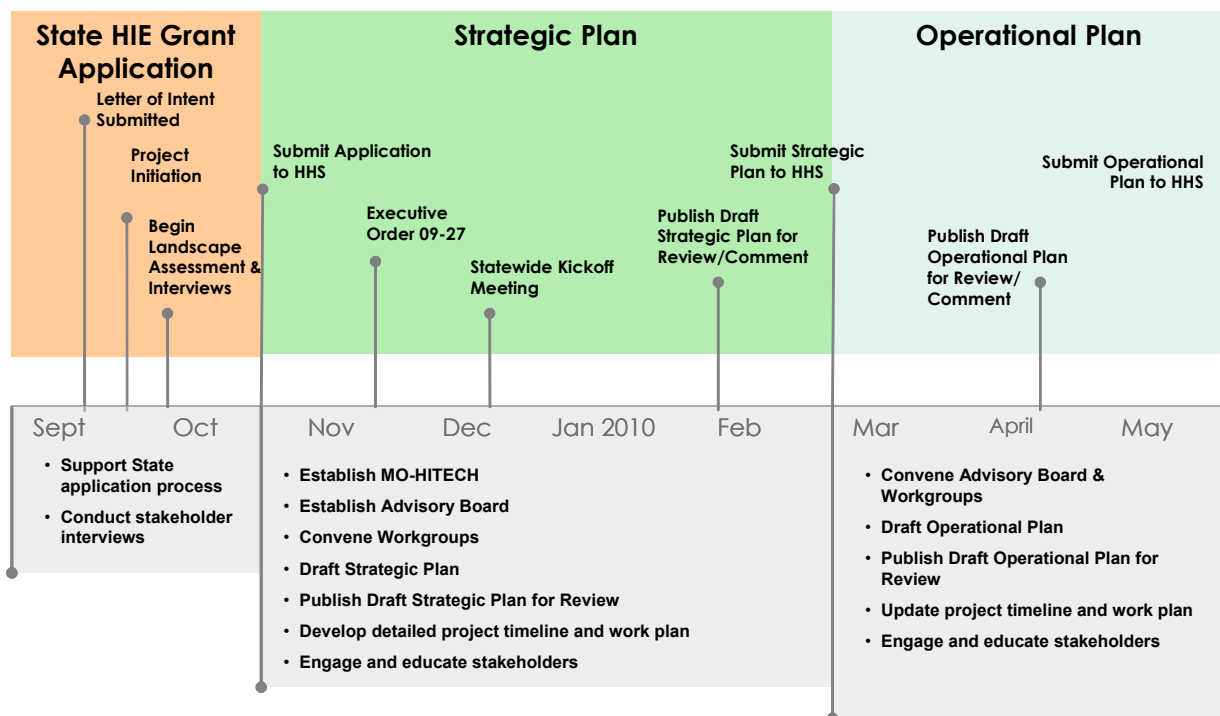 State HIE Grant
Application
Strategic Plan
Operational Plan
Letter of Intent
Submitted
Project
Initiation
Begin
Landscape
Assessment &
Interviews
Submit Application
to HHS
Executive
Order 09-27
Statewide Kickoff
Meeting
Publish Draft
Strategic Plan for
Review/Comment
Submit Strategic
Plan to HHS
Publish Draft
Operational Plan
for Review/
Comment
Submit Operational
Plan to HHS
Sept
Oct
Nov
Dec
Jan 2010
Feb
Mar
April
May
• Support State
application process
• Conduct stakeholder
interviews
• Establish MO-HITECH
• Establish Advisory Board
• Convene Workgroups
• Draft Strategic Plan
• Publish Draft Strategic Plan for Review
• Develop detailed project timeline and work plan
• Engage and educate stakeholders
• Convene Advisory Board &
Workgroups
• Draft Operational Plan
• Publish Draft Operational Plan for
Review
• Update project timeline and work plan
• Engage and educate stakeholders